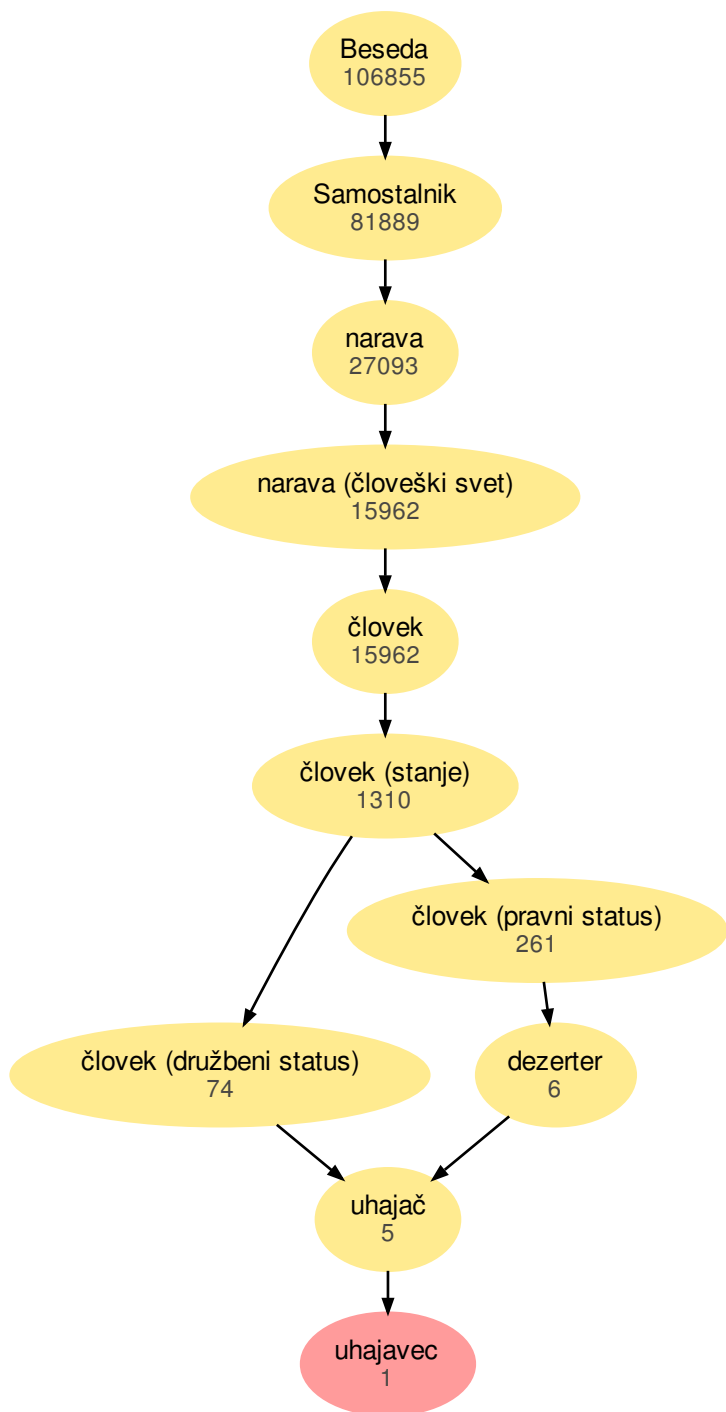 Beseda
106855
Samostalnik
81889
narava
27093
narava (človeški svet)
15962
človek
15962
človek (stanje)
1310
človek (pravni status)
261
človek (družbeni status)
74
dezerter
6
uhajač
5
uhajavec
1